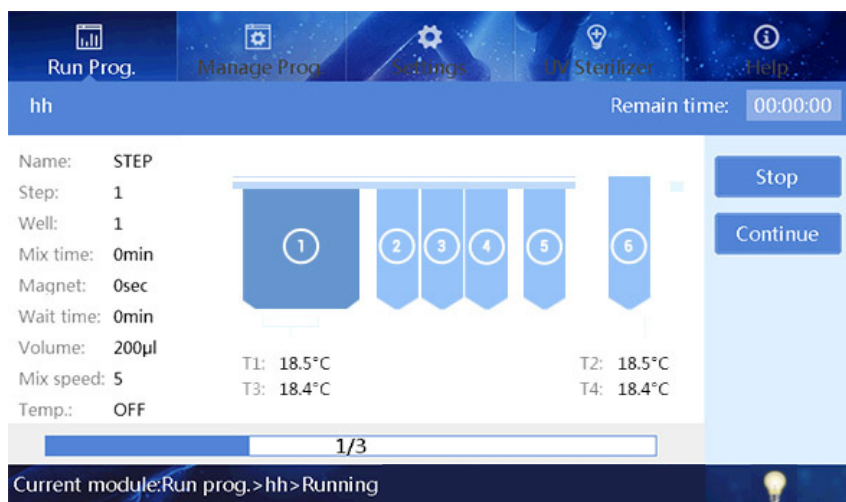 Run Prog.
Manage Prog.
Settings
UV Sterilizer
Help
hh
Remain time: 00:00:00
Name: STEP
Step: 1
Well: 1
Mix time: 0min
Magnet: 0sec
Wait time: 0min
Volume: 200μl
Mix speed: 5
Temp.: OFF
1
2
3
4
5
6
T1: 18.5°C
T2: 18.5°C
T3: 18.4°C
T4: 18.4°C
Stop
Continue
1/3
Current module:Run prog.>hh>Running